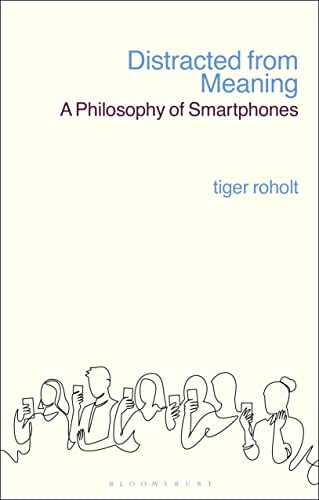 Distracted from
Meaning
A Philosophy of Smartphones
tiger roholt
BLOOMSBURY